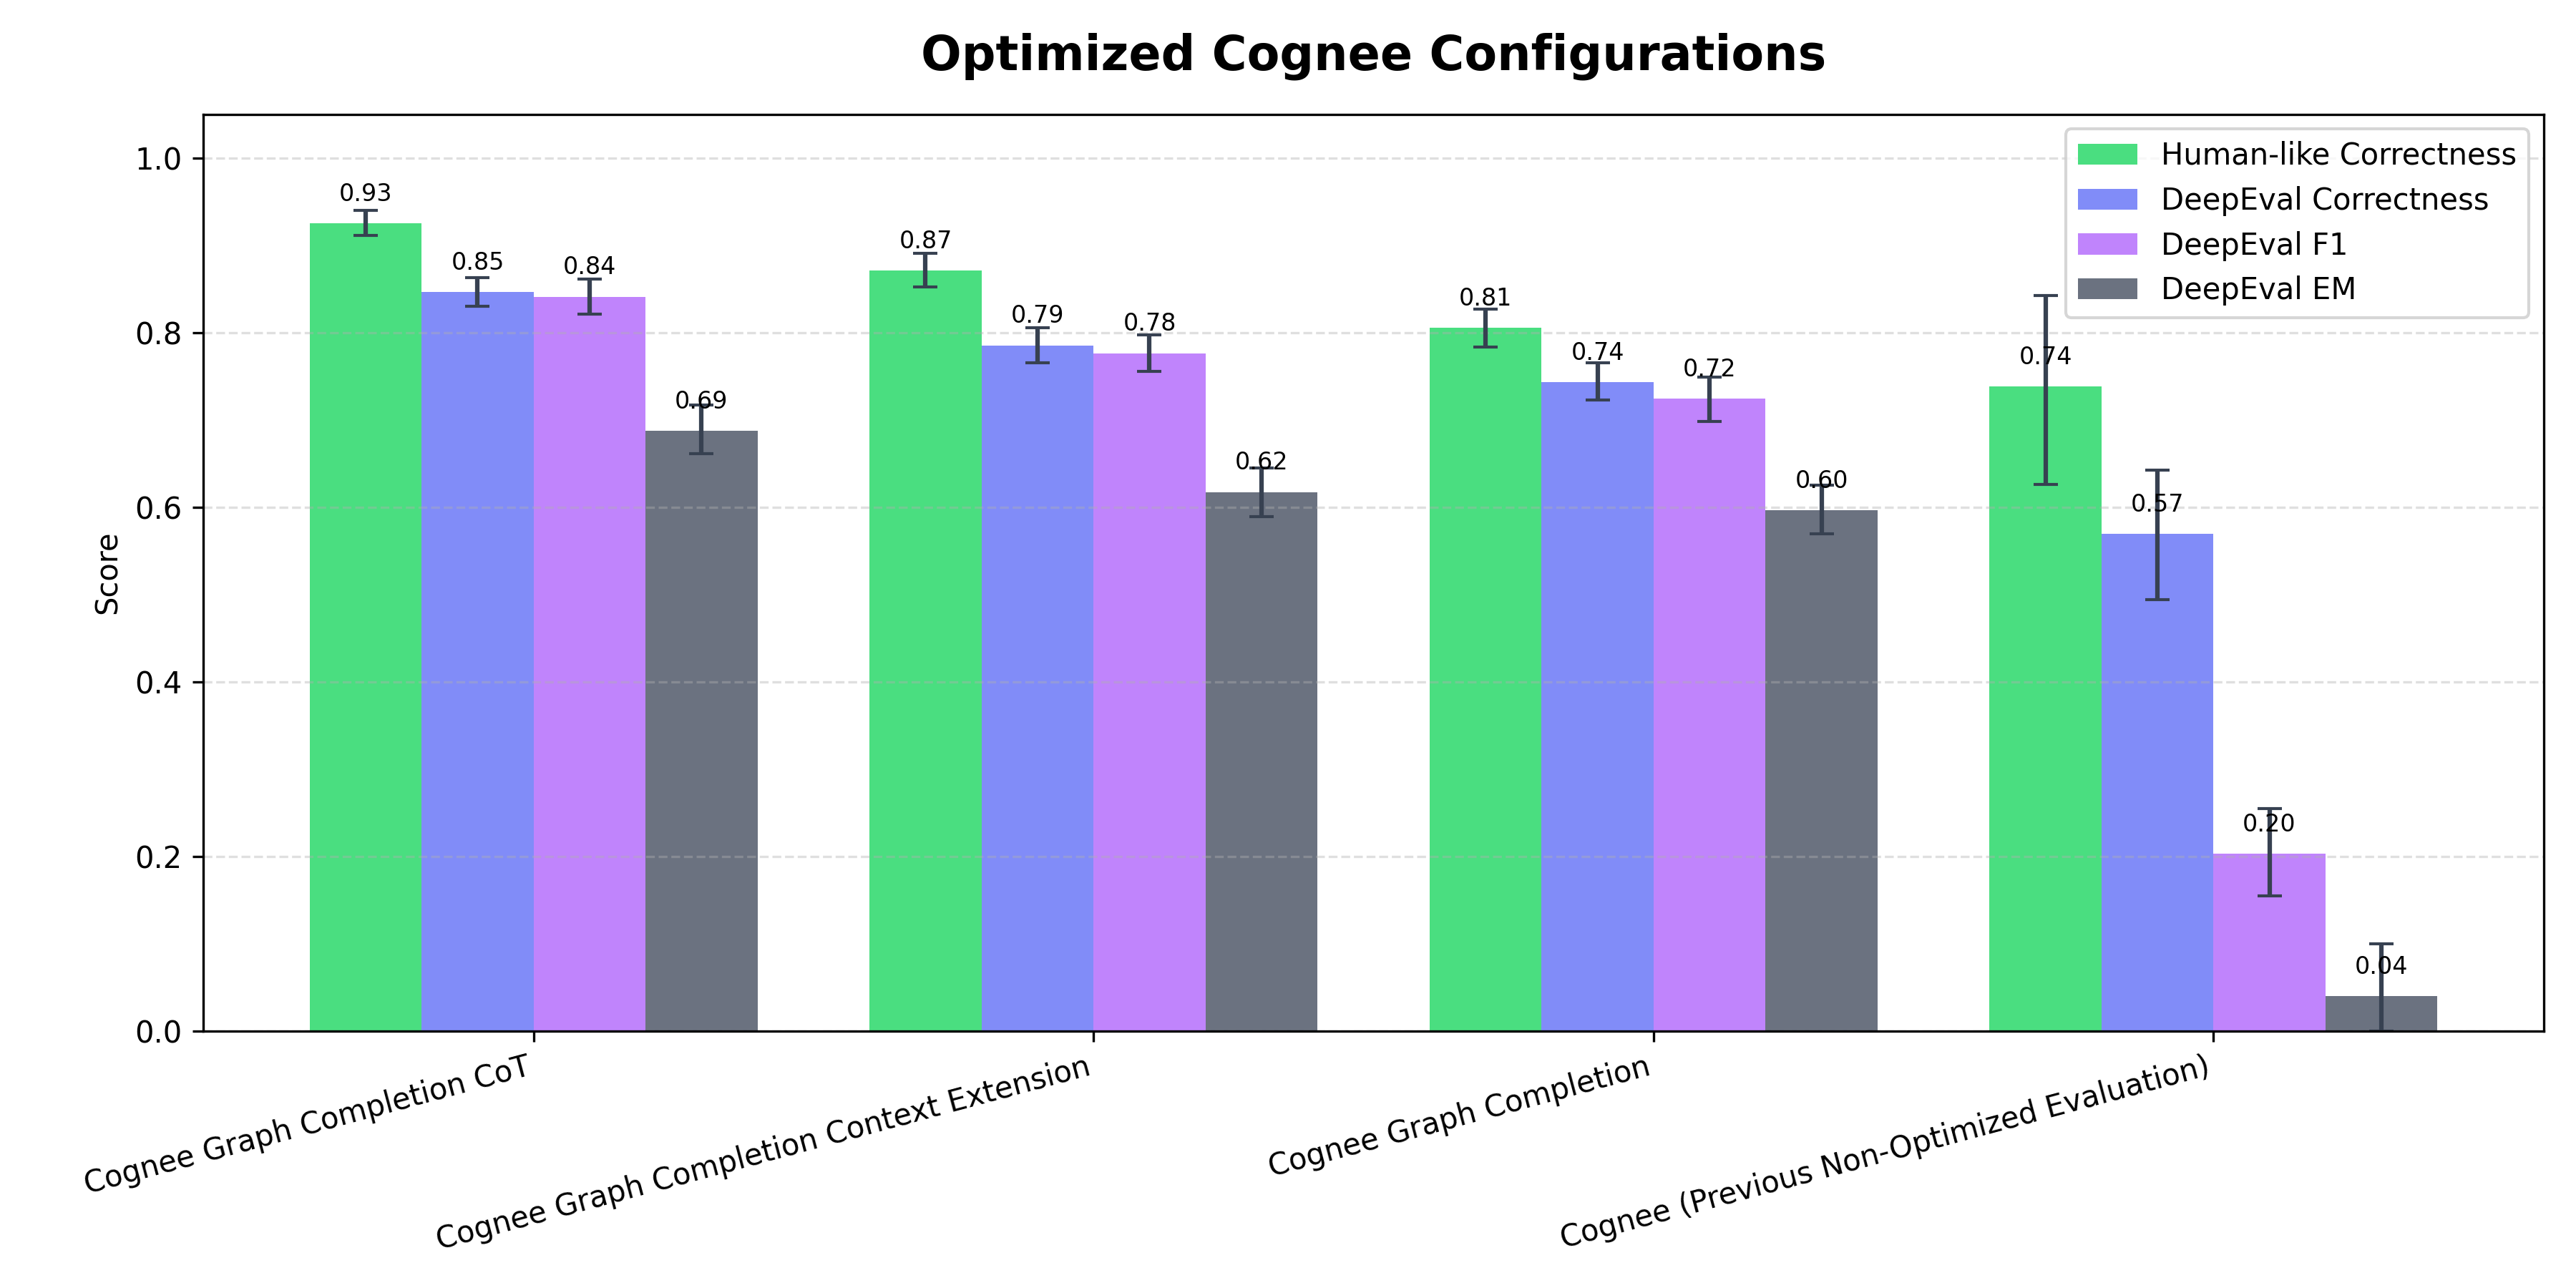 Optimized Cognee Configurations
Human-like Correctness
DeepEval Correctness
DeepEval F1
DeepEval EM
Score
1.0
0.8
0.6
0.4
0.2
0.0
0.93
0.85
0.84
0.69
0.87
0.79
0.78
0.62
0.81
0.74
0.72
0.60
0.74
0.57
0.20
0.04
Cognee Graph Completion CoT
Cognee Graph Completion Context Extension
Cognee Graph Completion
Cognee (Previous Non-Optimized Evaluation)